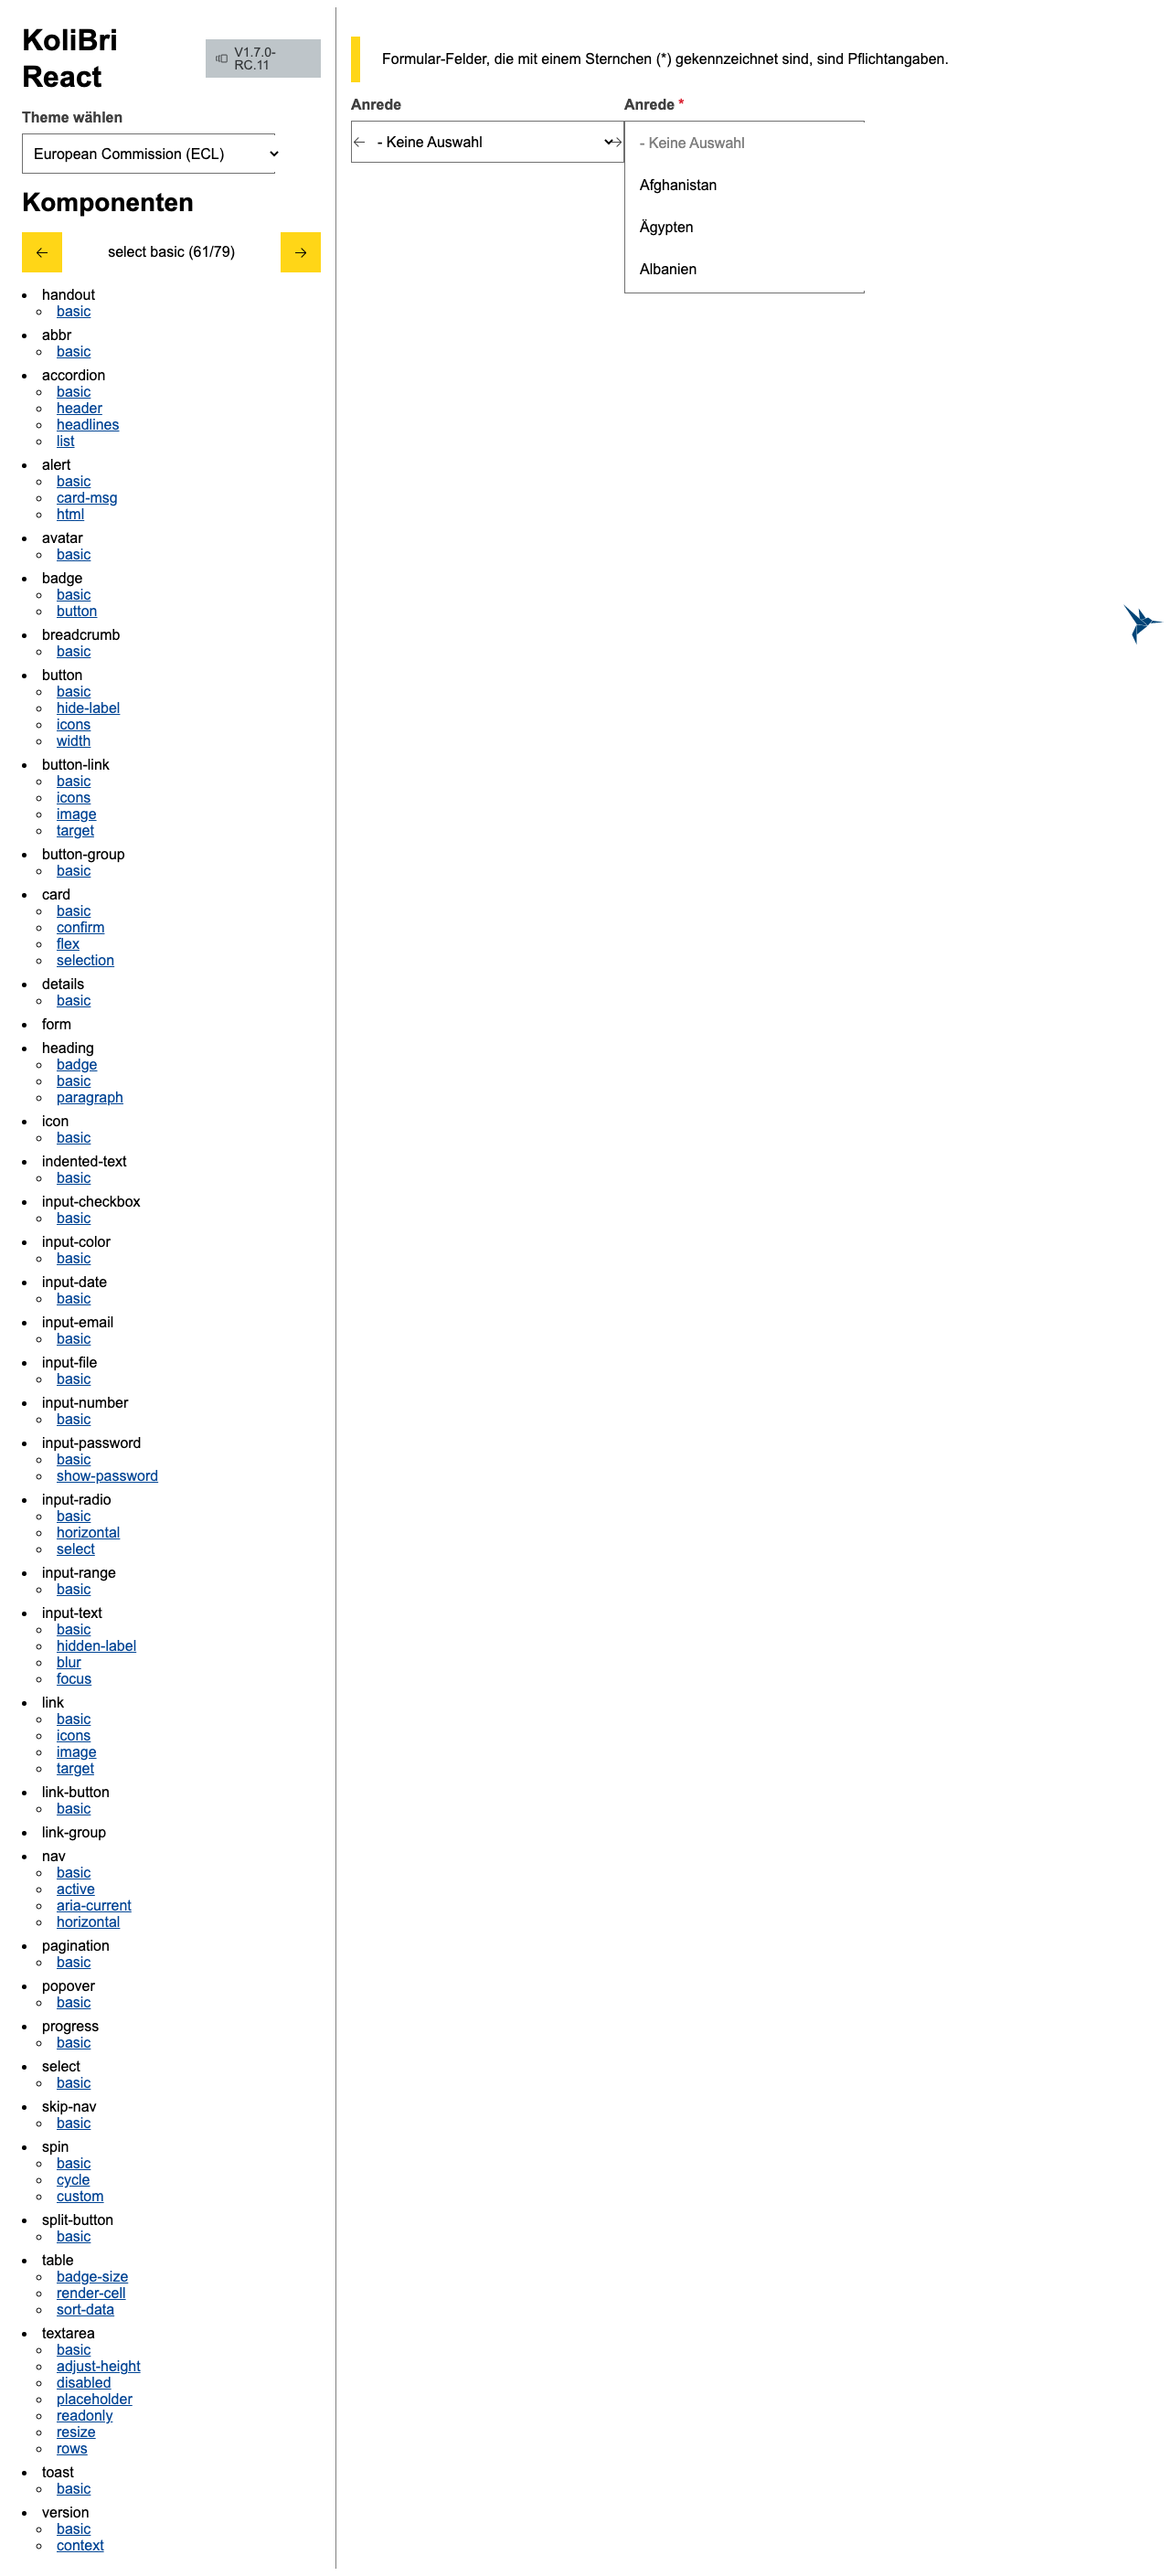 KoliBri
React
V1.7.0-
RC.11
Theme wählen
European Commission (ECL)
Komponenten
select basic (61/79)
handout
basic
abbr
basic
accordion
basic
header
headlines
list
alert
basic
card-msg
html
avatar
basic
badge
basic
button
breadcrumb
basic
button
basic
hide-label
icons
width
button-link
basic
icons
image
target
button-group
basic
card
basic
confirm
flex
selection
details
basic
form
heading
badge
basic
paragraph
icon
basic
indented-text
basic
input-checkbox
basic
input-color
basic
input-date
basic
input-email
basic
input-file
basic
input-number
basic
input-password
basic
show-password
input-radio
basic
horizontal
select
input-range
basic
input-text
basic
hidden-label
blur
focus
link
basic
icons
image
target
link-button
basic
link-group
nav
basic
active
aria-current
horizontal
pagination
basic
popover
basic
progress
basic
select
basic
skip-nav
basic
spin
basic
cycle
custom
split-button
basic
table
badge-size
render-cell
sort-data
textarea
basic
adjust-height
disabled
placeholder
readonly
resize
rows
toast
basic
version
basic
context
Formular-Felder, die mit einem Sternchen (*) gekennzeichnet sind, sind Pflichtangaben.
Anrede
- Keine Auswahl
Anrede *
- Keine Auswahl
Afghanistan
Ägypten
Albanien